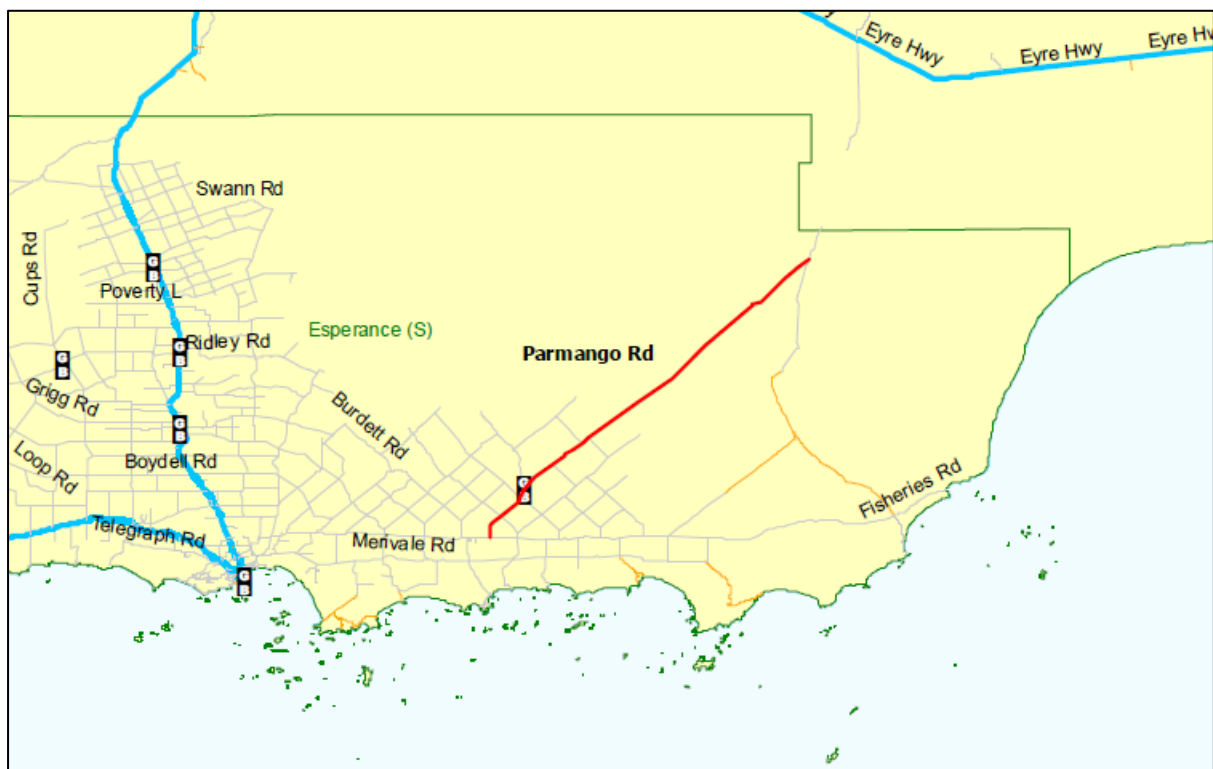 Eyre Hwy
Eyre Hwy
Eyre Hw
Swann Rd
Cups Rd
Poverty L
Ridley Rd
Esperance (S)
Parmango Rd
Grigg Rd
Burdett Rd
Loop Rd
Boydell Rd
Fisheries Rd
Telegraph Rd
Merivale Rd
G
B
G
B
G
B
G
B
G
B
G
B